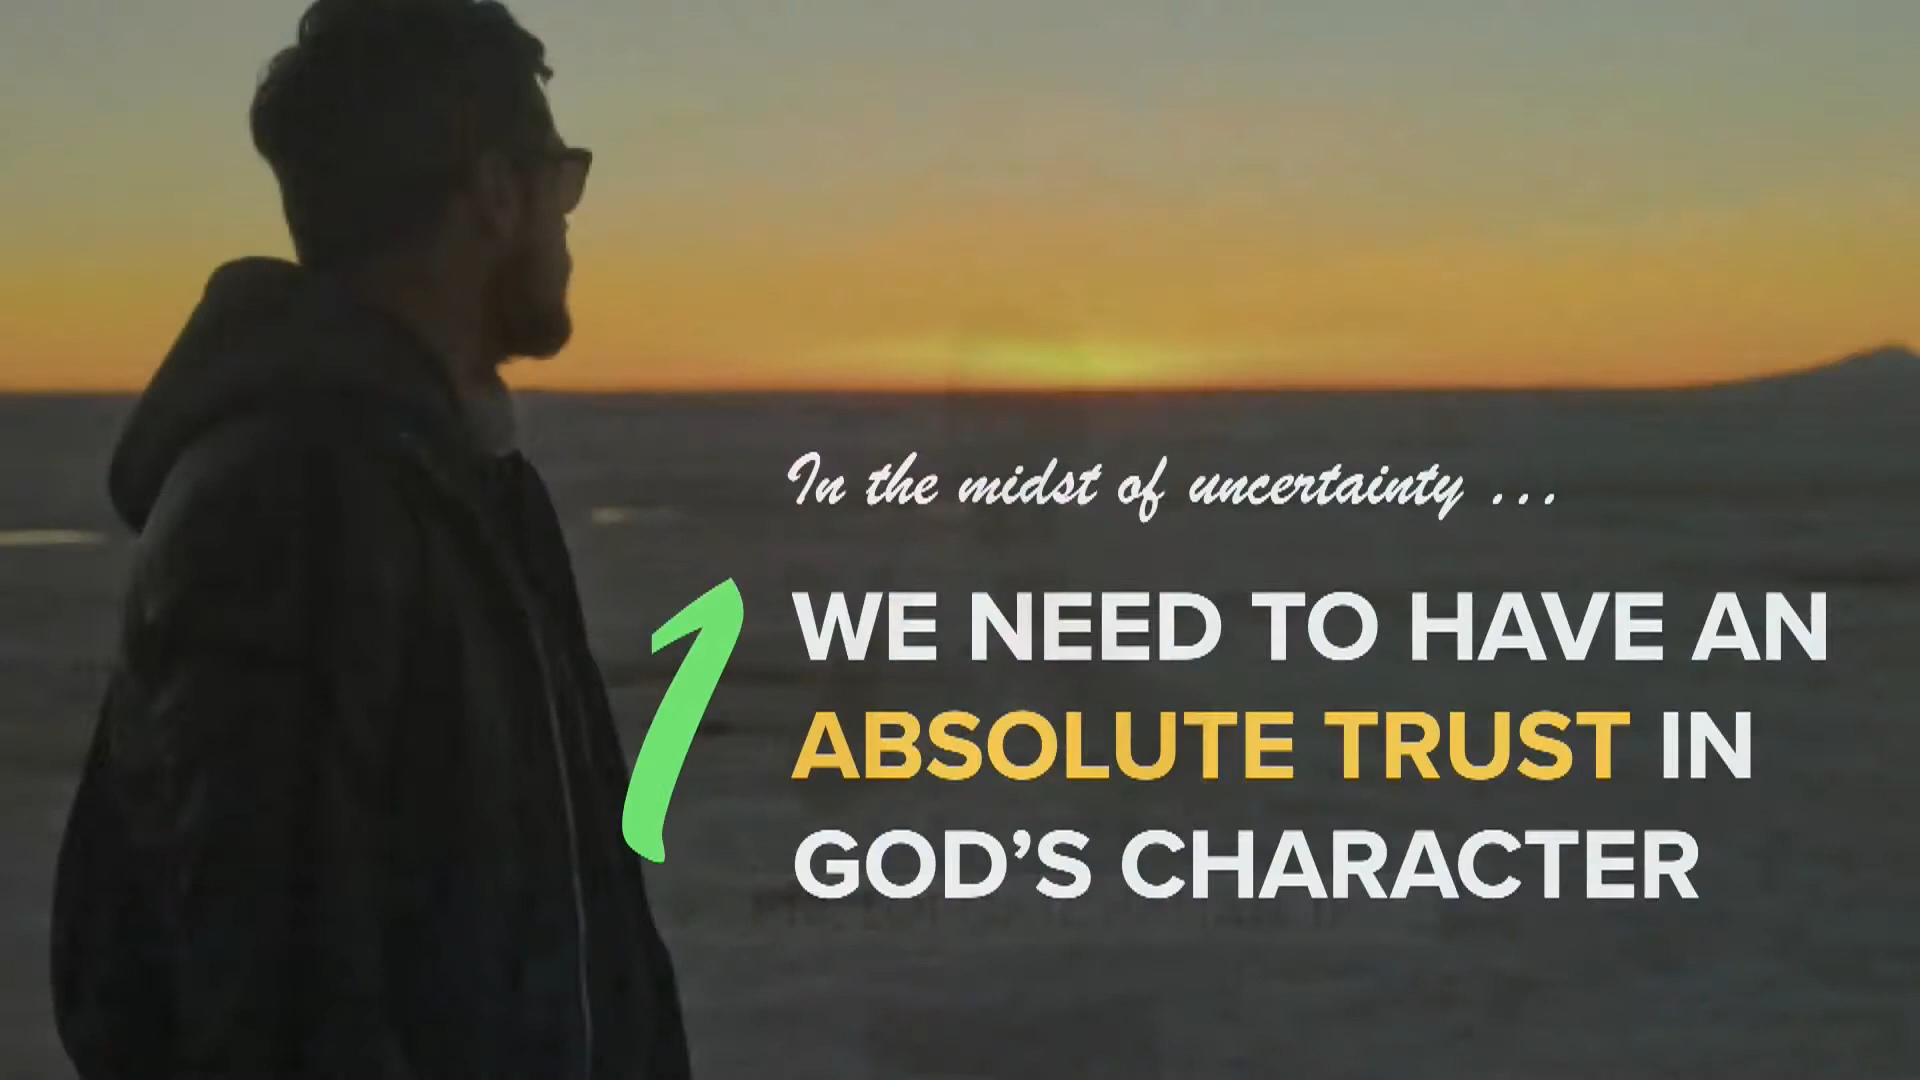 In the midst of uncertainty ...
1
WE NEED TO HAVE AN
ABSOLUTE TRUST IN
GOD’S CHARACTER